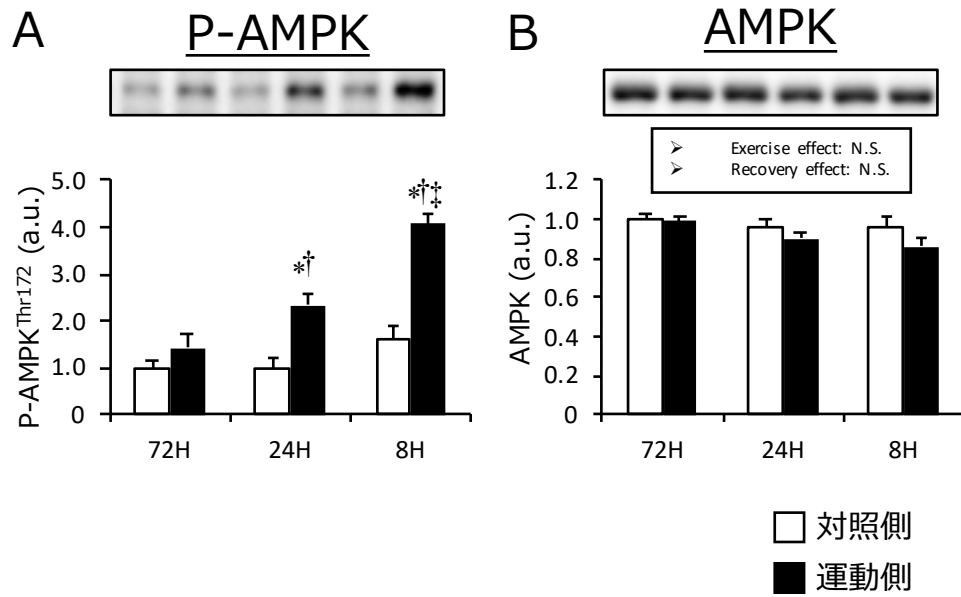 A
P-AMPK
P-AMPK^Thr172 (a.u.)
5.0
4.0
3.0
2.0
1.0
0
*†
*†‡
72H
24H
8H
B
AMPK
➢ Exercise effect: N.S.
➢ Recovery effect: N.S.
AMPK (a.u.)
1.2
1.0
0.8
0.6
0.4
0.2
0
72H
24H
8H
対照側
運動側